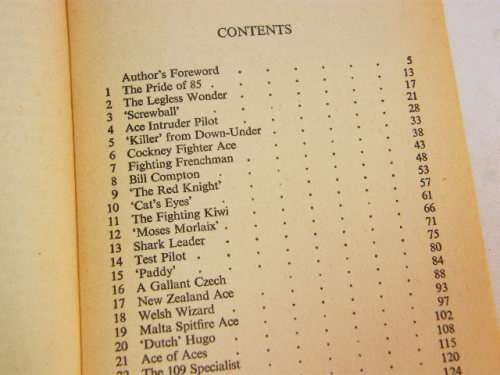 CONTENTS
Author's Foreword . . . . . . 5
1 The Pride of 85 . . . . . . . 13
2 The Legless Wonder . . . . . . 17
3 'Screwball' . . . . . . . 21
4 Ace Intruder Pilot . . . . . . 28
5 'Killer' from Down-Under . . . . . . 33
6 Cockney Fighter Ace . . . . . . 38
7 Fighting Frenchman . . . . . . 43
8 Bill Compton . . . . . . . 48
9 'The Red Knight' . . . . . . . 53
10 'Cat's Eyes' . . . . . . . 57
11 The Fighting Kiwi . . . . . . 61
12 'Moses Morlaix' . . . . . . . 66
13 Shark Leader . . . . . . . 71
14 Test Pilot . . . . . . . 75
15 'Paddy' . . . . . . . 80
16 A Gallant Czech . . . . . . 84
17 New Zealand Ace . . . . . . 88
18 Welsh Wizard . . . . . . 93
19 Malta Spitfire Ace . . . . . . 97
20 'Dutch' Hugo . . . . . . 102
21 Ace of Aces . . . . . . 108
22 The 109 Specialist . . . . . . 115
120
124